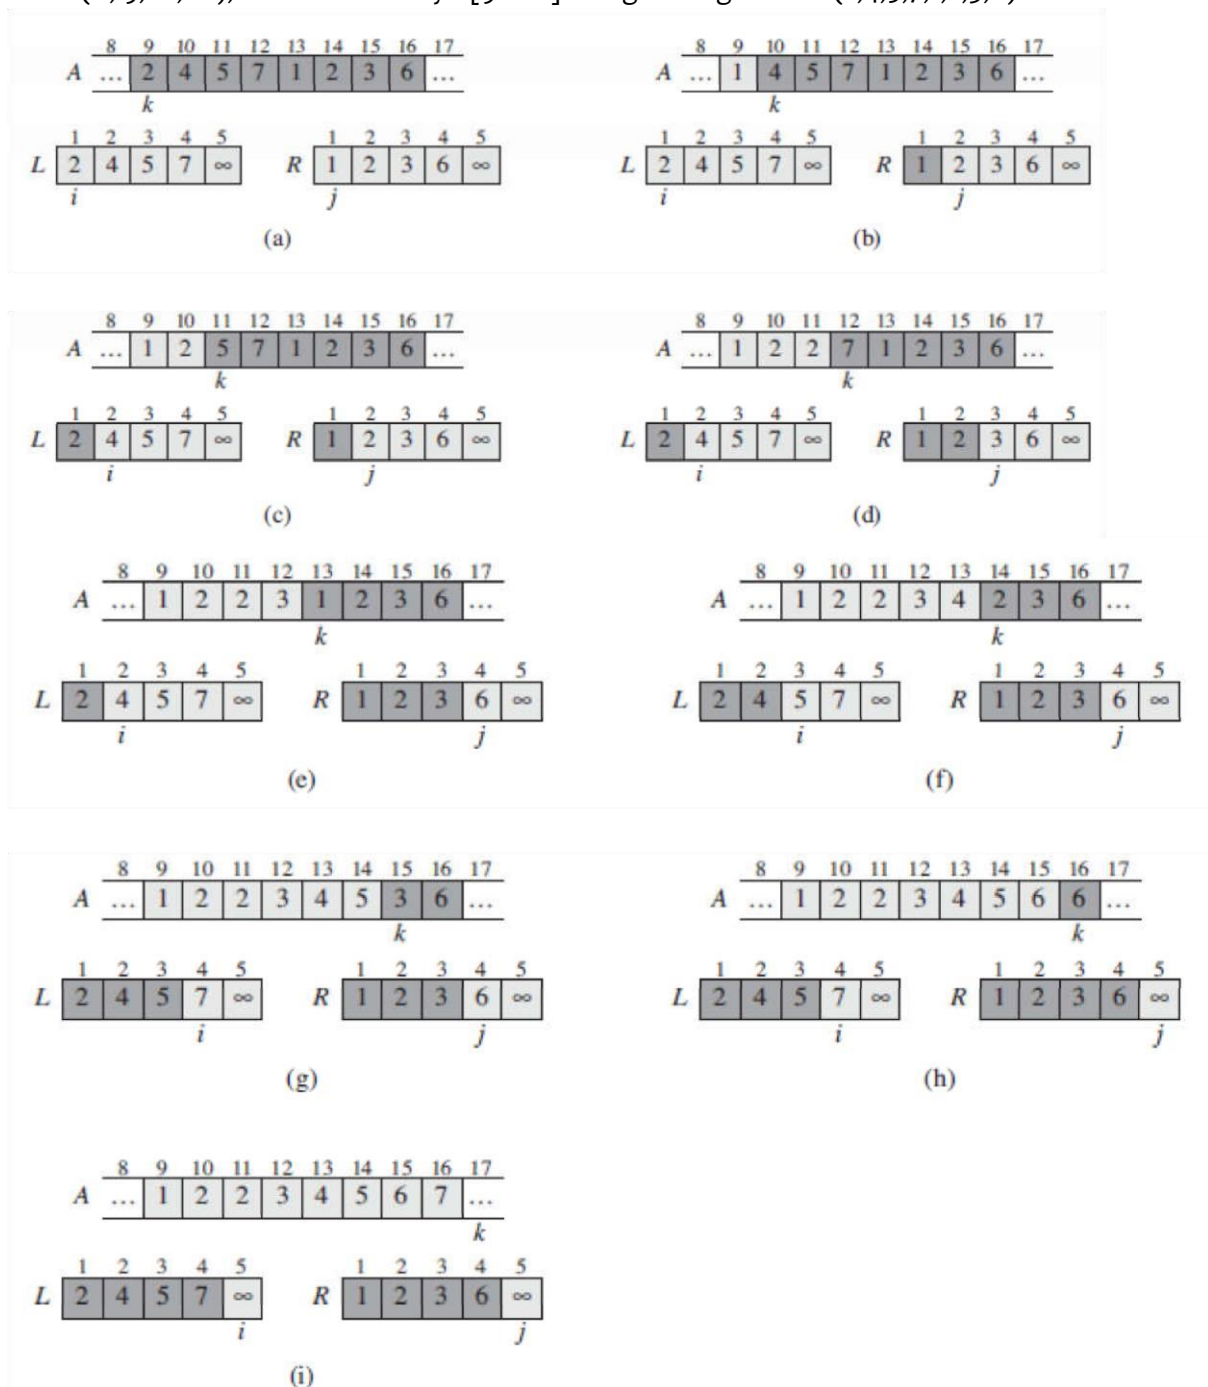 8 9 10 11 12 13 14 15 16 17
A ... 2 4 5 7 1 2 3 6 ...
k
1 2 3 4 5
L 2 4 5 7 ∞
i
1 2 3 4 5
R 1 2 3 6 ∞
j
(a)
8 9 10 11 12 13 14 15 16 17
A ... 1 4 5 7 1 2 3 6 ...
k
1 2 3 4 5
L 2 4 5 7 ∞
i
1 2 3 4 5
R 1 2 3 6 ∞
j
(b)
8 9 10 11 12 13 14 15 16 17
A ... 1 2 5 7 1 2 3 6 ...
k
1 2 3 4 5
L 2 4 5 7 ∞
i
1 2 3 4 5
R 1 2 3 6 ∞
j
(c)
8 9 10 11 12 13 14 15 16 17
A ... 1 2 2 7 1 2 3 6 ...
k
1 2 3 4 5
L 2 4 5 7 ∞
i
1 2 3 4 5
R 1 2 3 6 ∞
j
(d)
8 9 10 11 12 13 14 15 16 17
A ... 1 2 2 3 1 2 3 6 ...
k
1 2 3 4 5
L 2 4 5 7 ∞
i
1 2 3 4 5
R 1 2 3 6 ∞
j
(e)
8 9 10 11 12 13 14 15 16 17
A ... 1 2 2 3 4 2 3 6 ...
k
1 2 3 4 5
L 2 4 5 7 ∞
i
1 2 3 4 5
R 1 2 3 6 ∞
j
(f)
8 9 10 11 12 13 14 15 16 17
A ... 1 2 2 3 4 5 3 6 ...
k
1 2 3 4 5
L 2 4 5 7 ∞
i
1 2 3 4 5
R 1 2 3 6 ∞
j
(g)
8 9 10 11 12 13 14 15 16 17
A ... 1 2 2 3 4 5 6 6 ...
k
1 2 3 4 5
L 2 4 5 7 ∞
i
1 2 3 4 5
R 1 2 3 6 ∞
j
(h)
8 9 10 11 12 13 14 15 16 17
A ... 1 2 2 3 4 5 6 7 ...
k
1 2 3 4 5
L 2 4 5 7 ∞
i
1 2 3 4 5
R 1 2 3 6 ∞
j
(i)